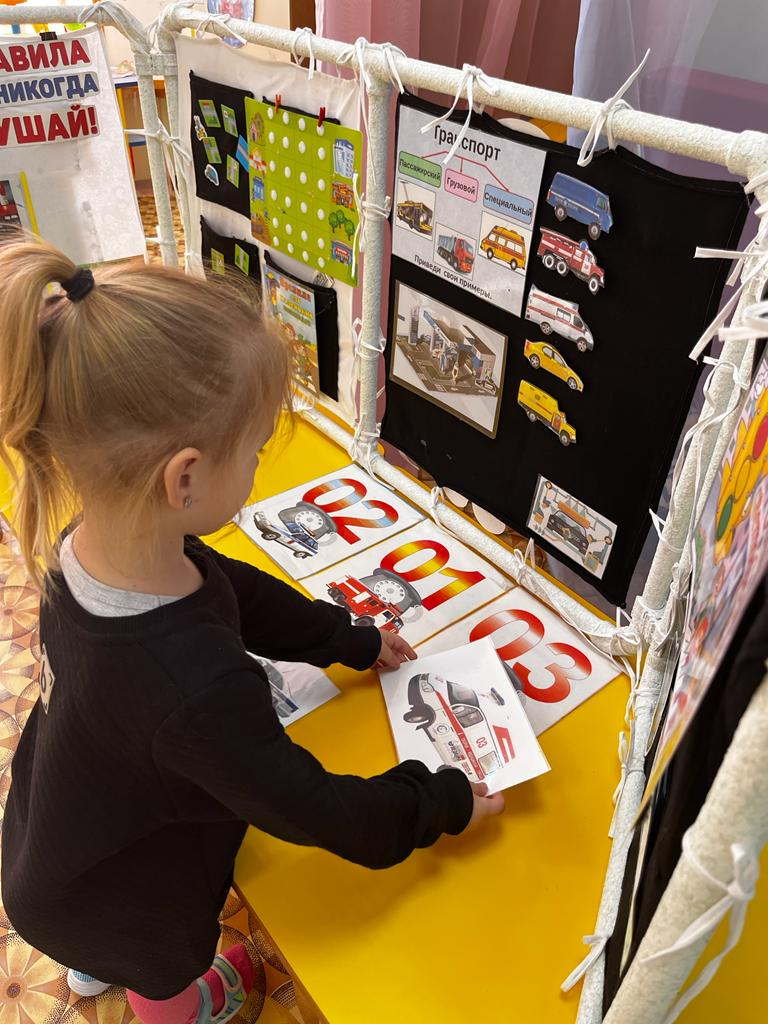 АВИЛА
НИКОГДА
УШАЙ!
Транспорт
Пассажирский
Грузовой
Специальный
Приведи свои примеры.
02
01
03
03